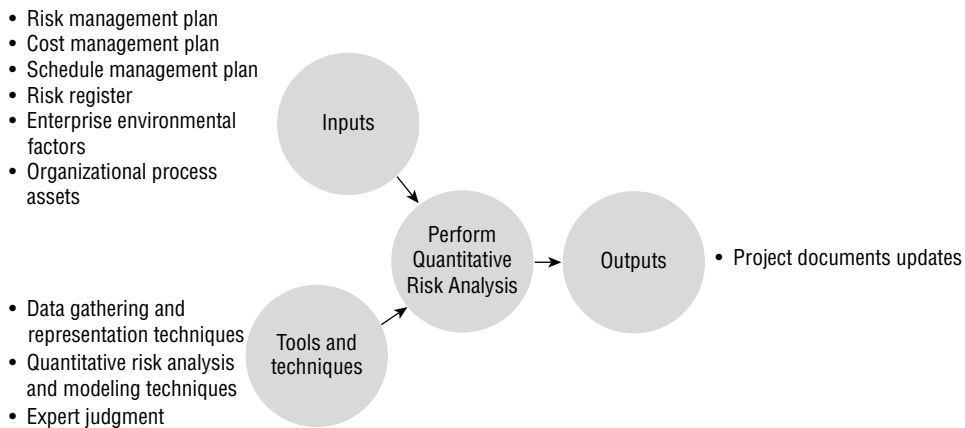 • Risk management plan
• Cost management plan
• Schedule management plan
• Risk register
• Enterprise environmental
factors
• Organizational process
assets
Inputs
Perform
Quantitative
Risk Analysis
Outputs
• Project documents updates
• Data gathering and
representation techniques
• Quantitative risk analysis
and modeling techniques
• Expert judgment
Tools and
techniques